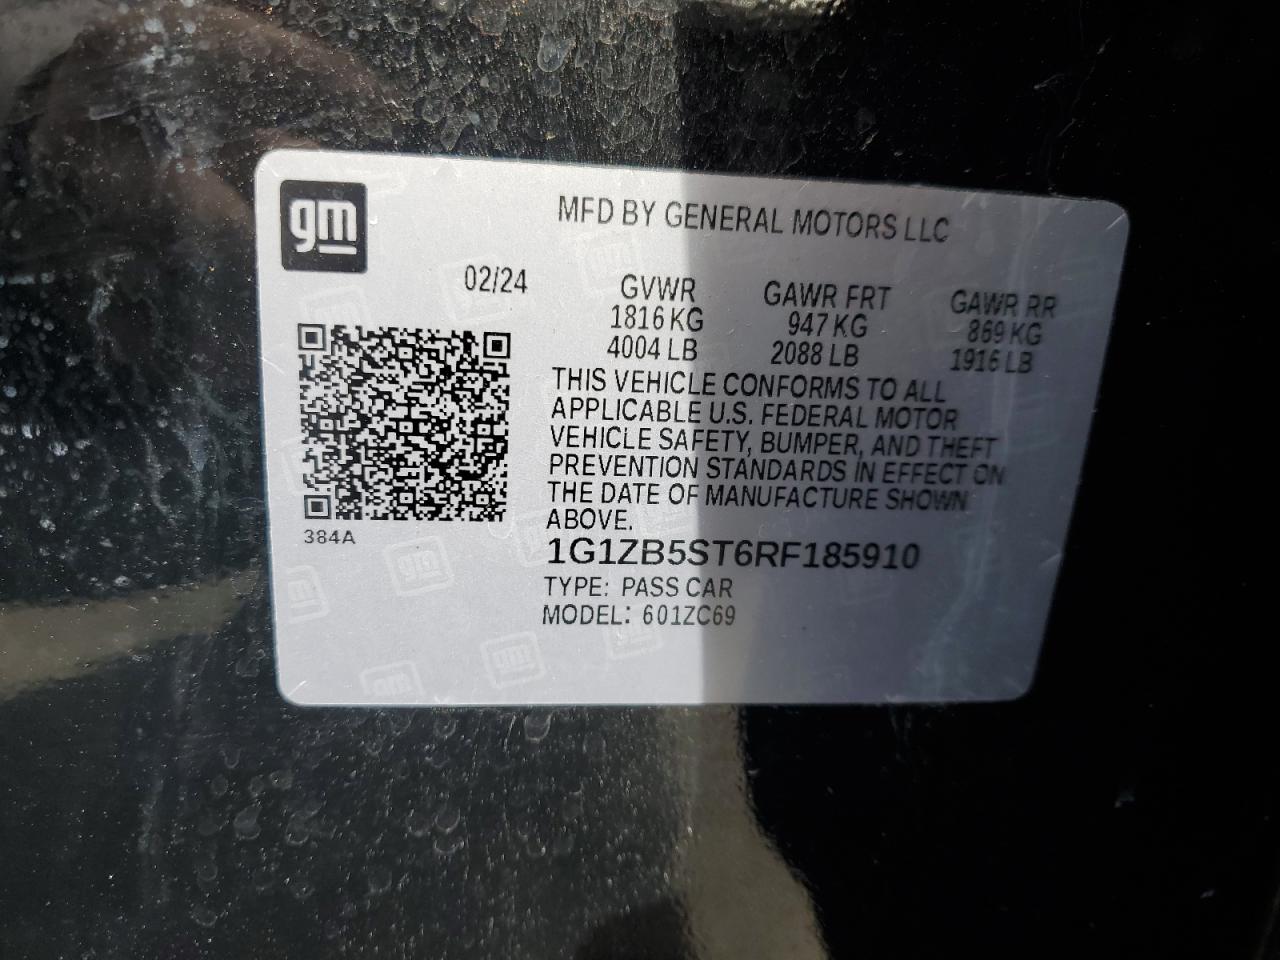 gm
MFD BY GENERAL MOTORS LLC
02/24
GVWR GAWR FRT GAWR RR
1816 KG 947 KG 869 KG
4004 LB 2088 LB 1916 LB
THIS VEHICLE CONFORMS TO ALL
APPLICABLE U.S. FEDERAL MOTOR
VEHICLE SAFETY, BUMPER, AND THEFT
PREVENTION STANDARDS IN EFFECT ON
THE DATE OF MANUFACTURE SHOWN
ABOVE.
384A
1G1ZB5ST6RF185910
TYPE: PASS CAR
MODEL: 601ZC69